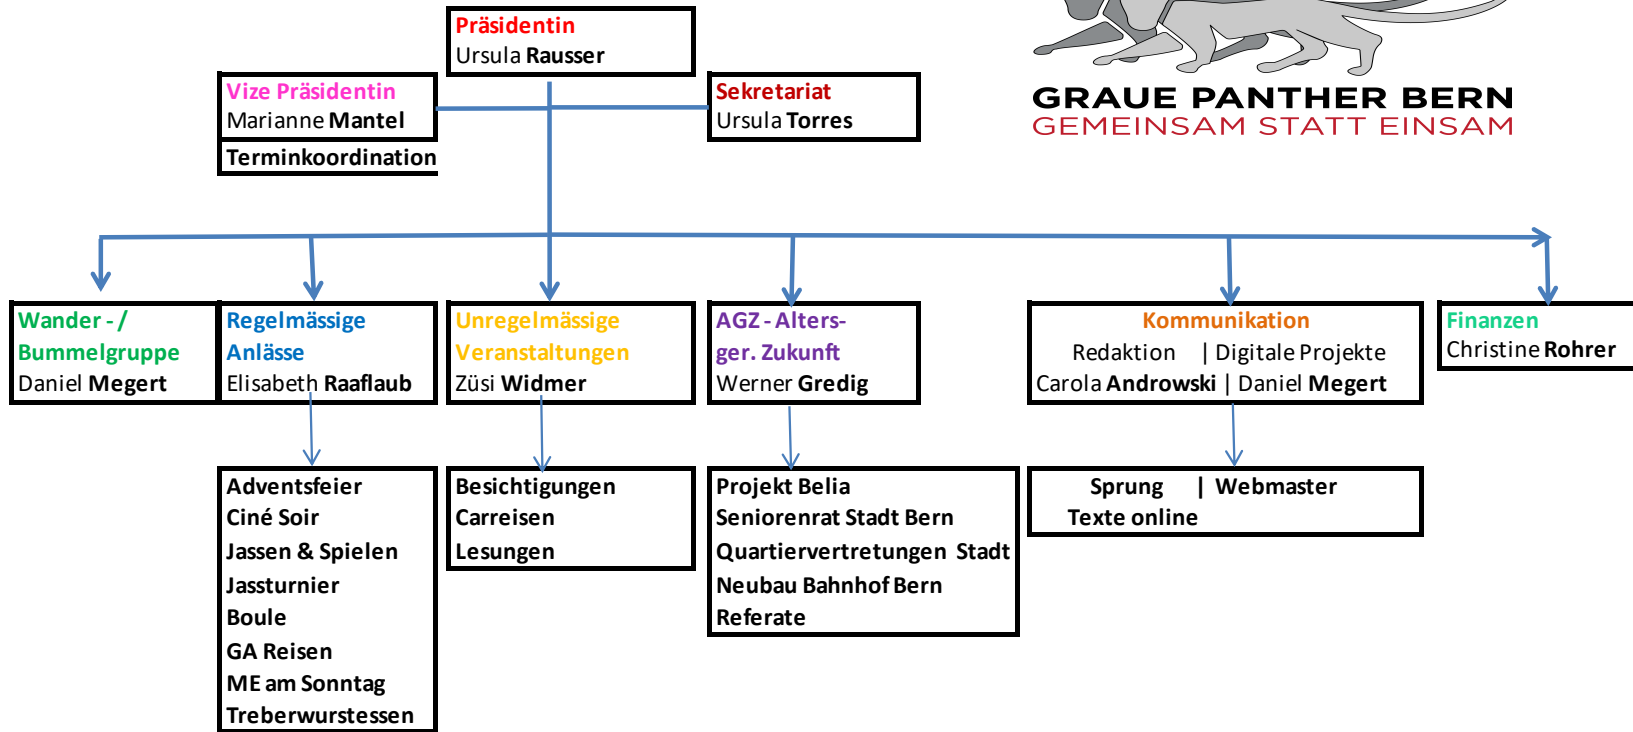 Präsidentin
Ursula Rausser
GRAUE PANTHER BERN
GEMEINSAM STATT EINSAM
Vize Präsidentin
Marianne Mantel
Terminkoordination
Sekretariat
Ursula Torres
Wander - /
Bummelgruppe
Daniel Megert
Regelmässige
Anlässe
Elisabeth Raaflaub
Unregelmässige
Veranstaltungen
Züsi Widmer
AGZ - Alters-
ger. Zukunft
Werner Gredig
Kommunikation
Redaktion | Digitale Projekte
Carola Androwski | Daniel Megert
Finanzen
Christine Rohrer
Adventsfeier
Ciné Soir
Jassen & Spielen
Jassturnier
Boule
GA Reisen
ME am Sonntag
Treberwurstessen
Besichtigungen
Carreisen
Lesungen
Projekt Belia
Seniorenrat Stadt Bern
Quartiervertretungen Stadt
Neubau Bahnhof Bern
Referate
Sprung | Webmaster
Texte online